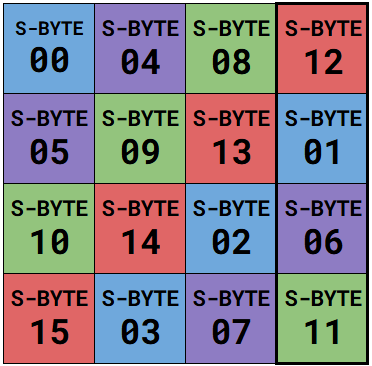 S-BYTE S-BYTE S-BYTE S-BYTE
00 04 08 12
S-BYTE S-BYTE S-BYTE S-BYTE
05 09 13 01
S-BYTE S-BYTE S-BYTE S-BYTE
10 14 02 06
S-BYTE S-BYTE S-BYTE S-BYTE
15 03 07 11